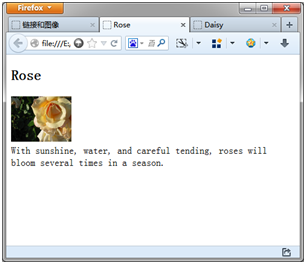 Firefox
链接和图像
Rose
Daisy
file:///E:
Rose
With sunshine, water, and careful tending, roses will
bloom several times in a season.